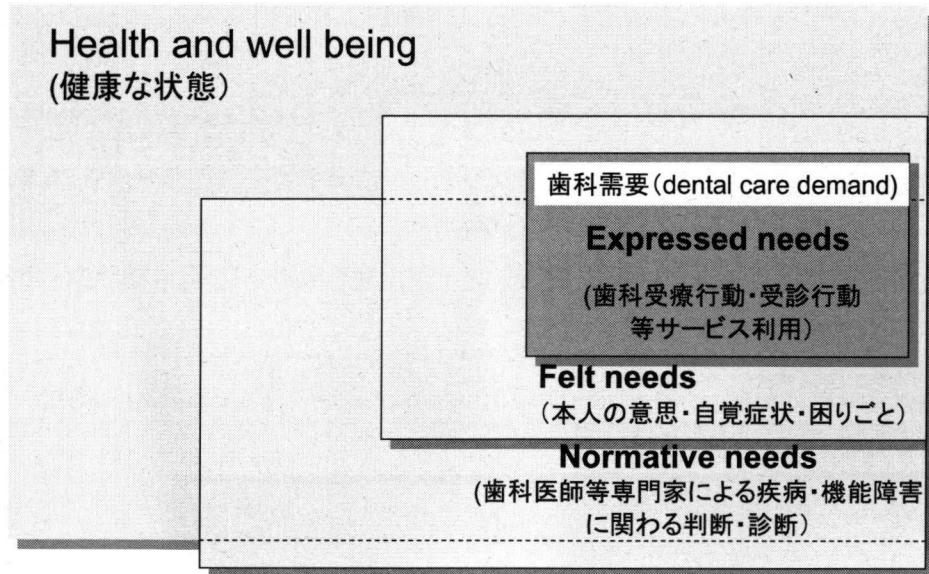 Health and well being
(健康な状態)
歯科需要(dental care demand)
Expressed needs
(歯科受療行動・受診行動
等サービス利用)
Felt needs
(本人の意思・自覚症状・困りごと)
Normative needs
(歯科医師等専門家による疾病・機能障害
に関わる判断・診断)